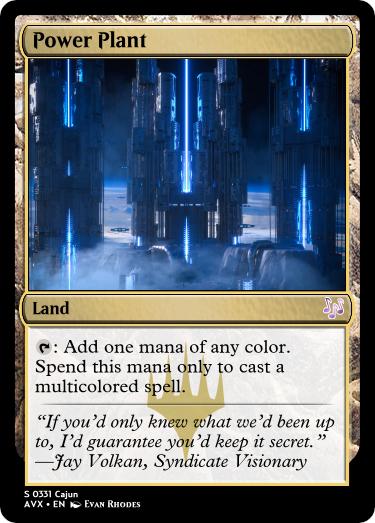 Power Plant
Land
: Add one mana of any color.
Spend this mana only to cast a
multicolored spell.
“If you’d only knew what we’d been up
to, I’d guarantee you’d keep it secret.”
—Jay Volkan, Syndicate Visionary
S 0331 Cajun
AVX • EN Evan Rhodes